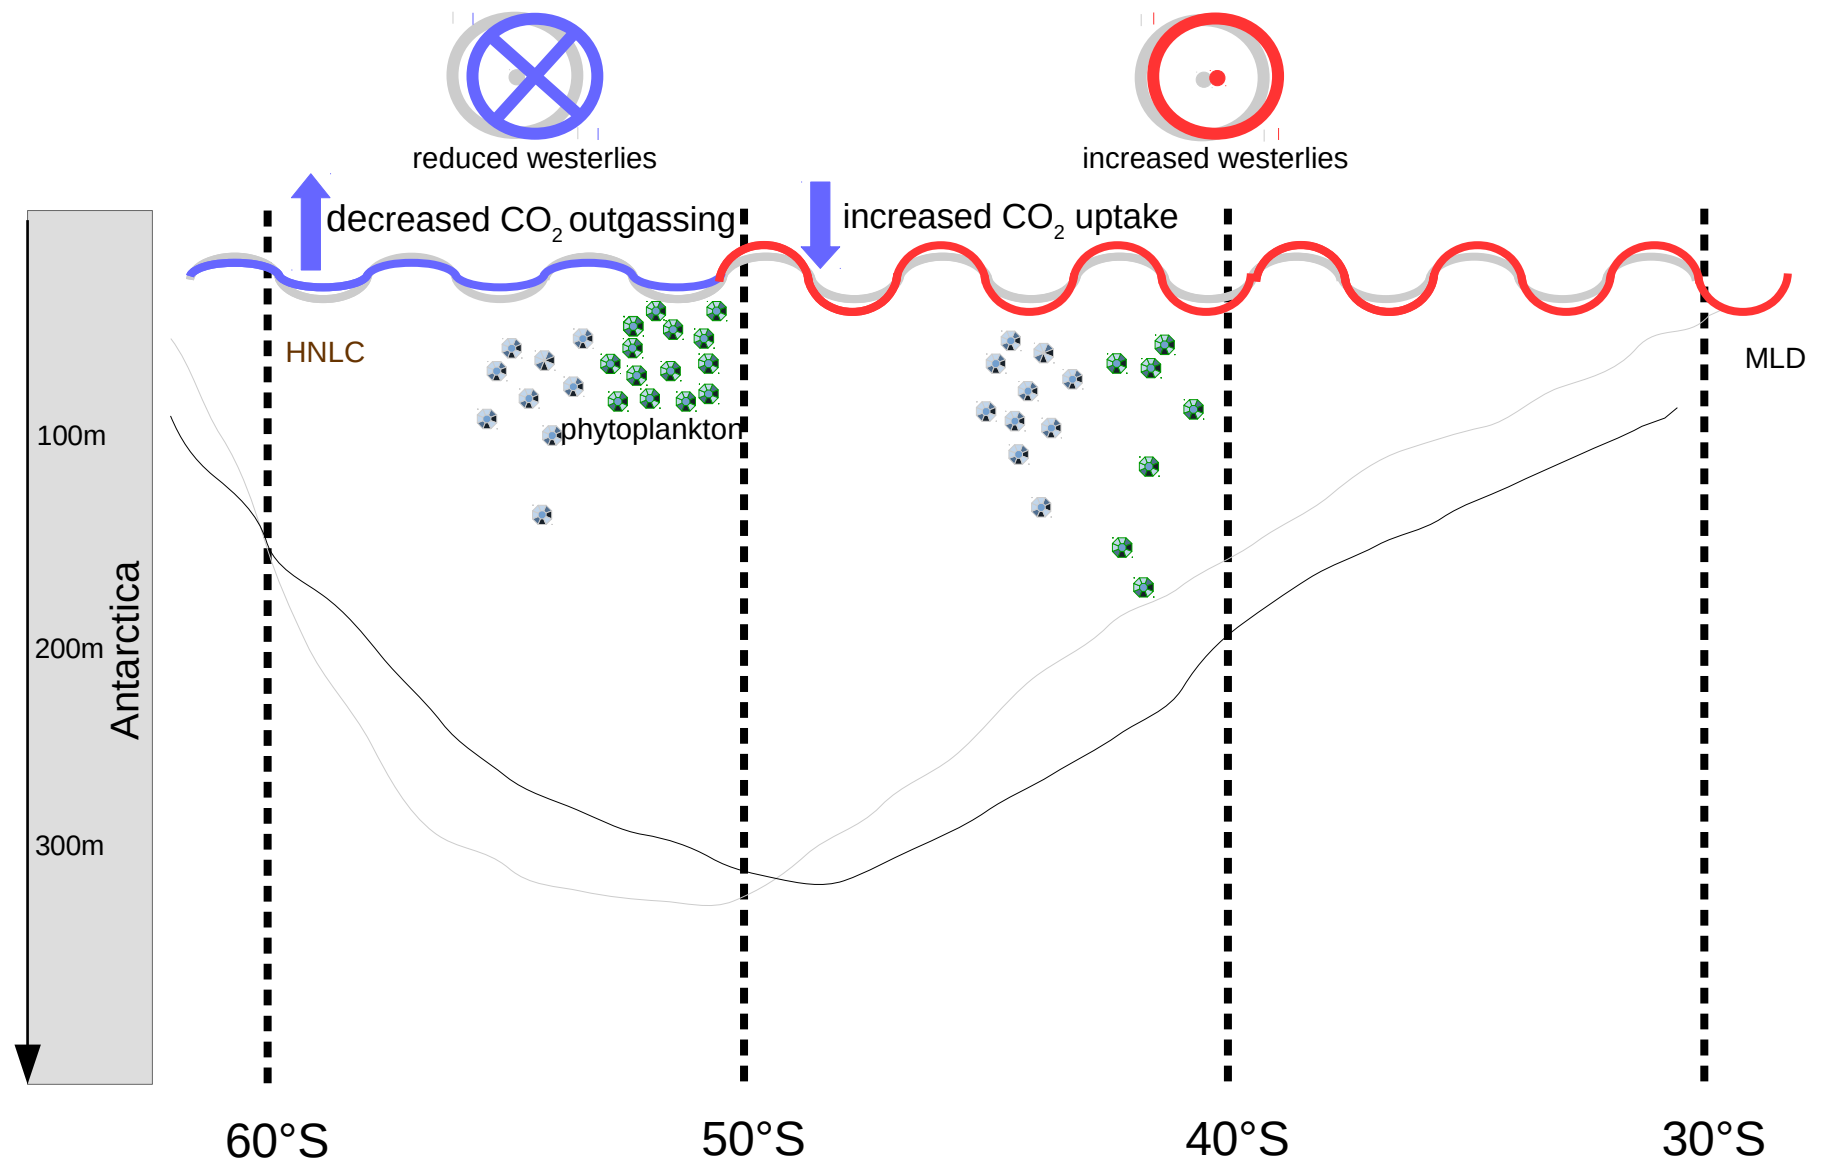 reduced westerlies
increased westerlies
decreased CO2 outgassing
increased CO2 uptake
HNLC
MLD
phytoplankton
100m
200m
300m
Antarctica
60°S
50°S
40°S
30°S